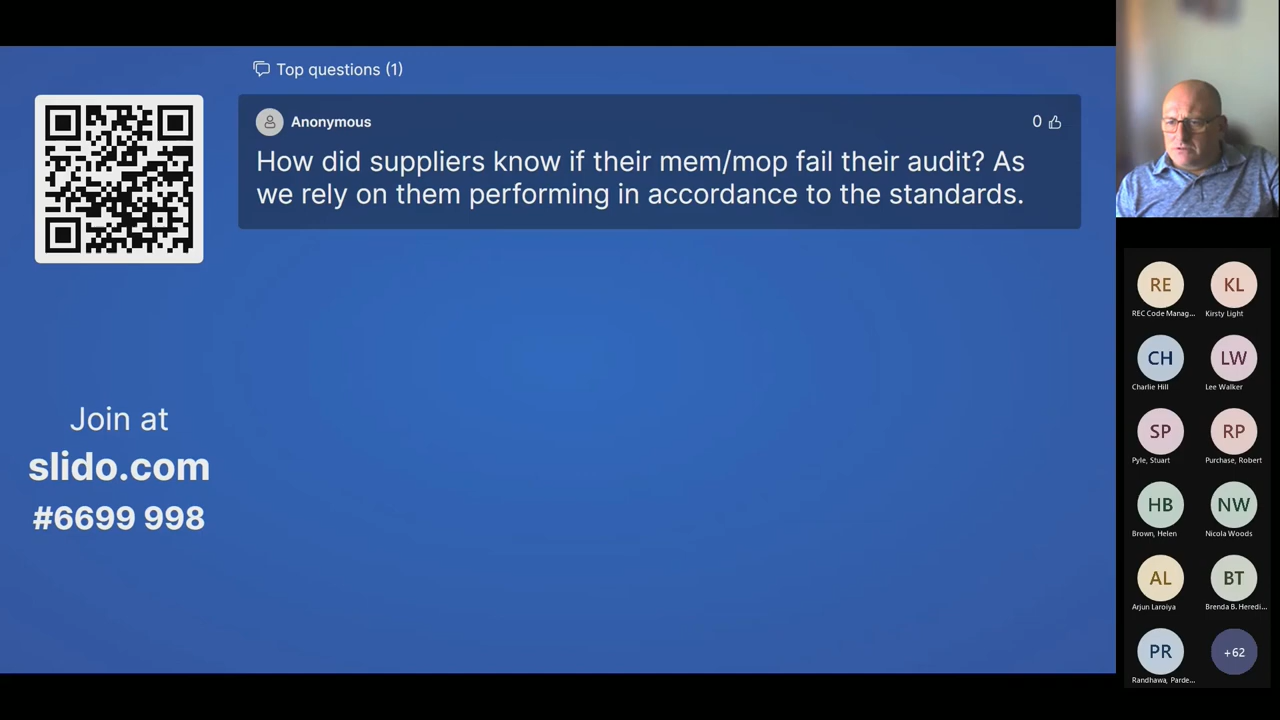 Top questions (1)
Anonymous
0
How did suppliers know if their mem/mop fail their audit? As
we rely on them performing in accordance to the standards.
Join at
slido.com
#6699 998
RE
KL
REC Code Manag...
Kirsty Light
CH
LW
Charlie Hill
Lee Walker
SP
RP
Pyle, Stuart
Purchase, Robert
HB
NW
Brown, Helen
Nicola Woods
AL
BT
Arjun Laroiya
Brenda B. Heredi...
PR
+62
Randhawa, Parde...